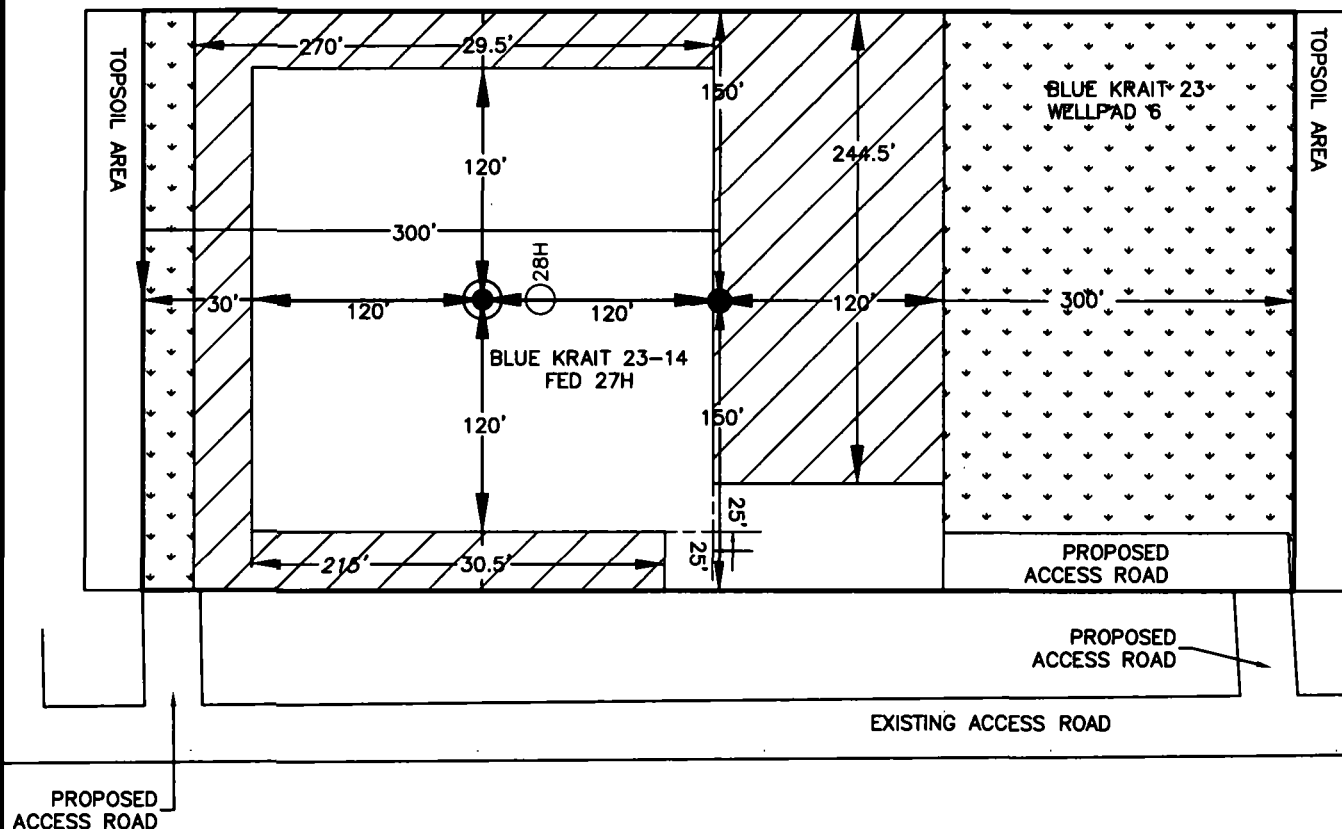 TOPSOIL AREA
270'
29.5'
150'
BLUE KRAIT 23
WELLPAD 6
TOPSOIL AREA
120'
244.5'
300'
28H
30'
120'
120'
120'
300'
BLUE KRAIT 23-14
FED 27H
120'
150'
25'
25'
215'
30.5'
PROPOSED
ACCESS ROAD
PROPOSED
ACCESS ROAD
EXISTING ACCESS ROAD
PROPOSED
ACCESS ROAD